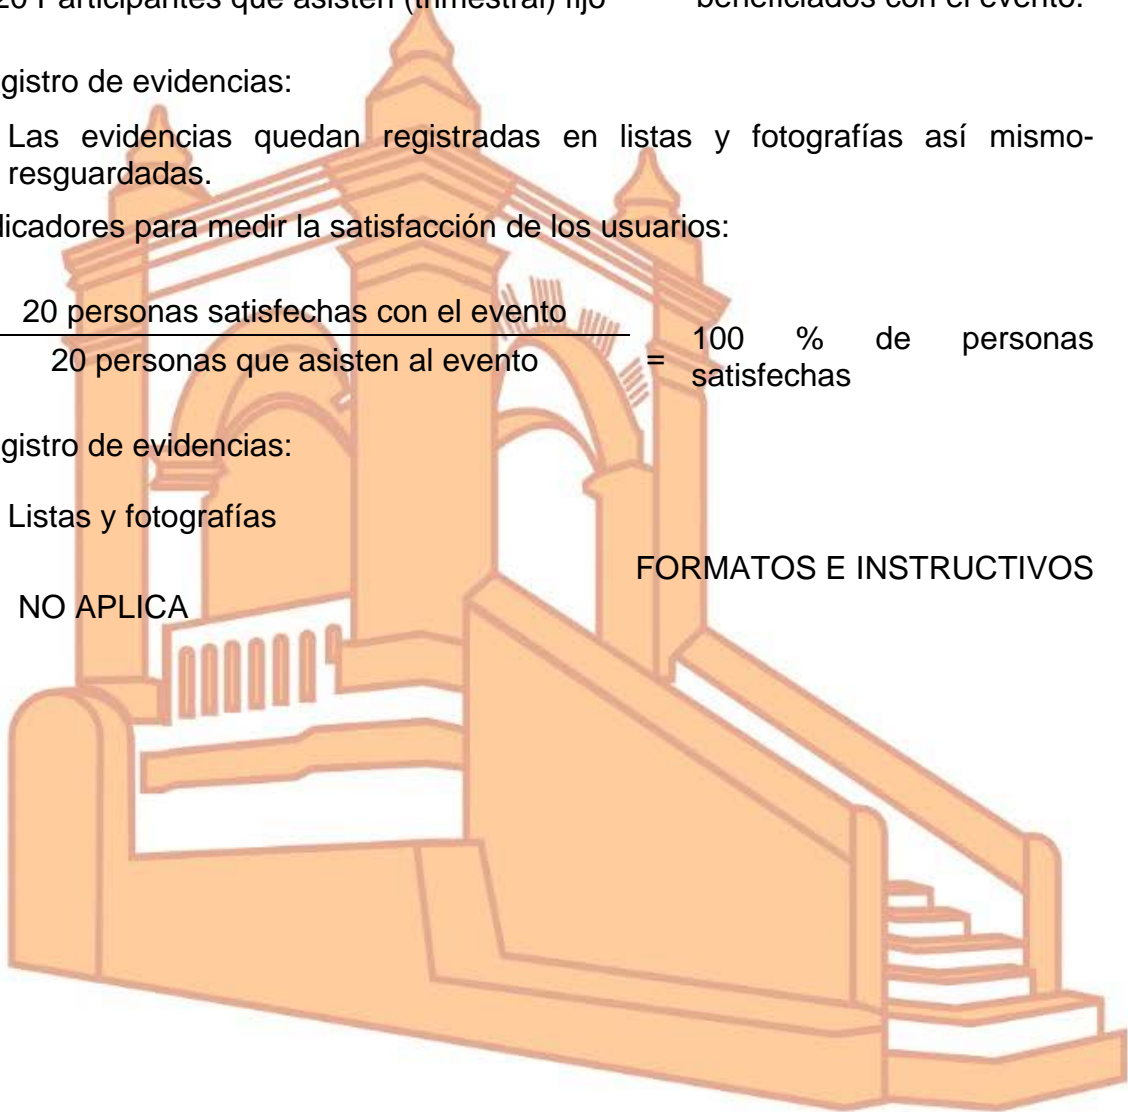 20 Participantes que asisten (trimestral) fijo beneficiados con el evento.
gistro de evidencias:
Las evidencias quedan registradas en listas y fotografías así mismo-
resguardadas.
licadores para medir la satisfacción de los usuarios:
20 personas satisfechas con el evento
20 personas que asisten al evento
= 100 % de personas
satisfechas
gistro de evidencias:
Listas y fotografías
FORMATOS E INSTRUCTIVOS
NO APLICA